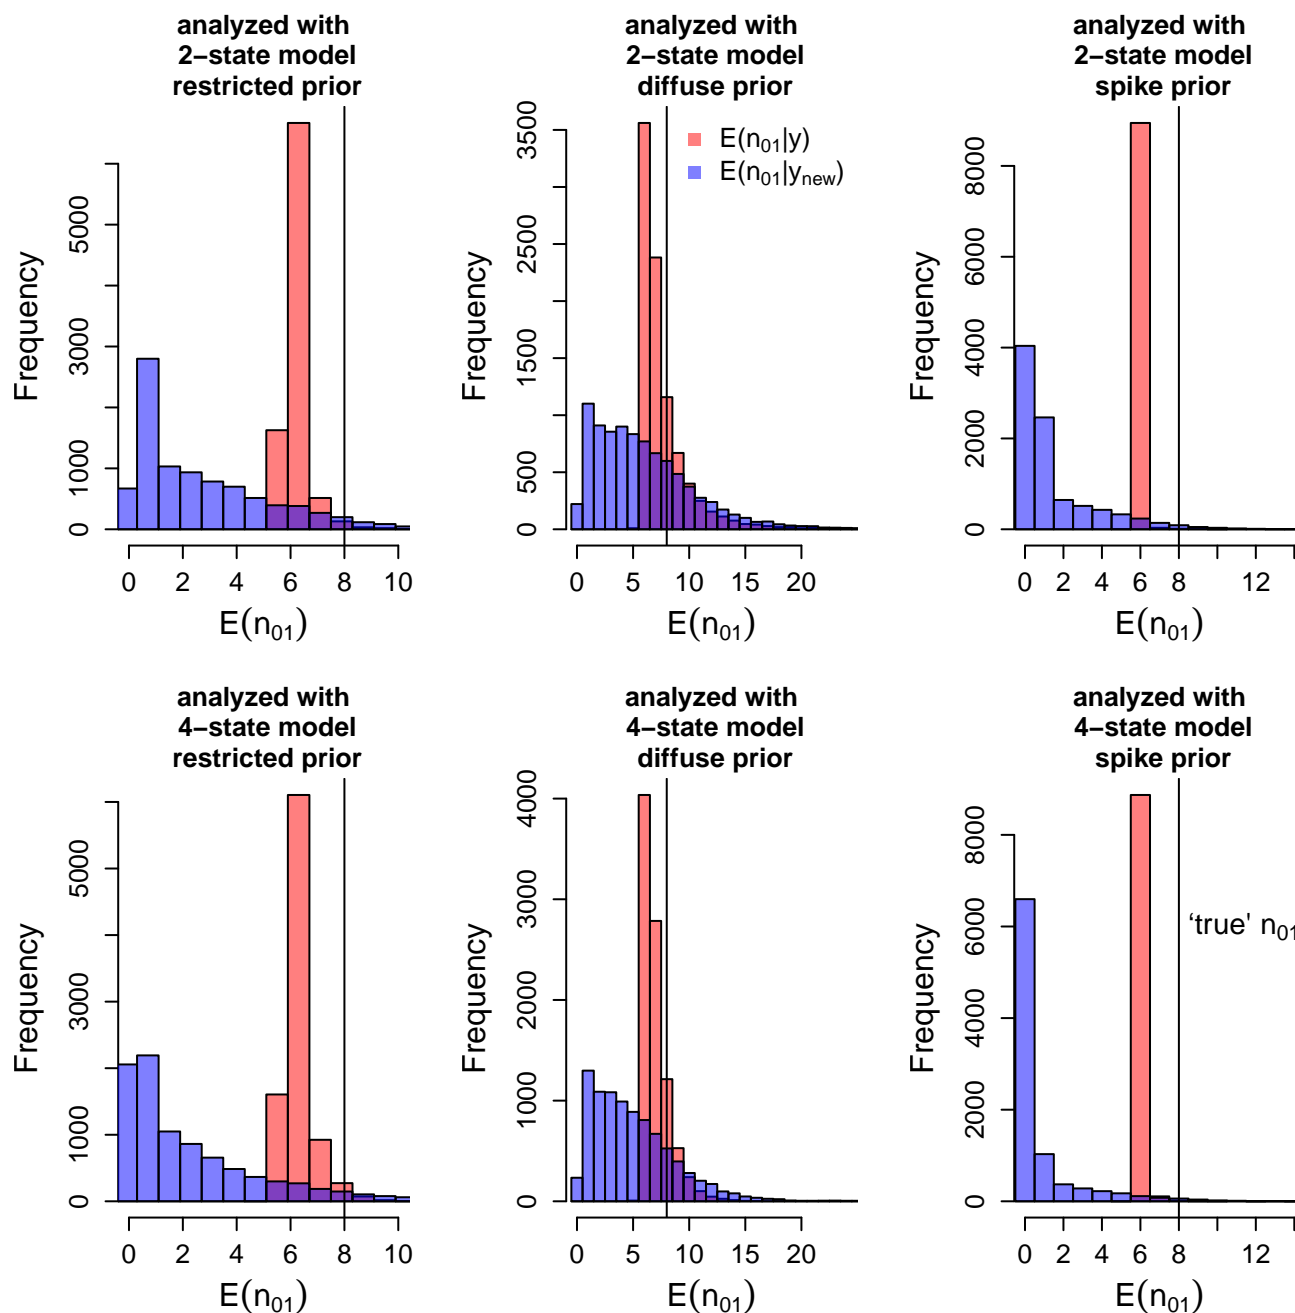 analyzed with
2−state model
restricted prior
Frequency
0
1000
3000
5000
0
2
4
6
8
10
E(n01)
analyzed with
2−state model
diffuse prior
E(n01|y)
E(n01|ynew)
Frequency
0
500
1500
2500
3500
0
5
10
15
20
E(n01)
analyzed with
2−state model
spike prior
Frequency
0
2000
4000
6000
8000
0
2
4
6
8
12
E(n01)
analyzed with
4−state model
restricted prior
Frequency
0
1000
3000
5000
0
2
4
6
8
10
E(n01)
analyzed with
4−state model
diffuse prior
Frequency
0
1000
2000
3000
4000
0
5
10
15
20
E(n01)
analyzed with
4−state model
spike prior
‘true' n01
Frequency
0
2000
4000
6000
8000
0
2
4
6
8
12
E(n01)